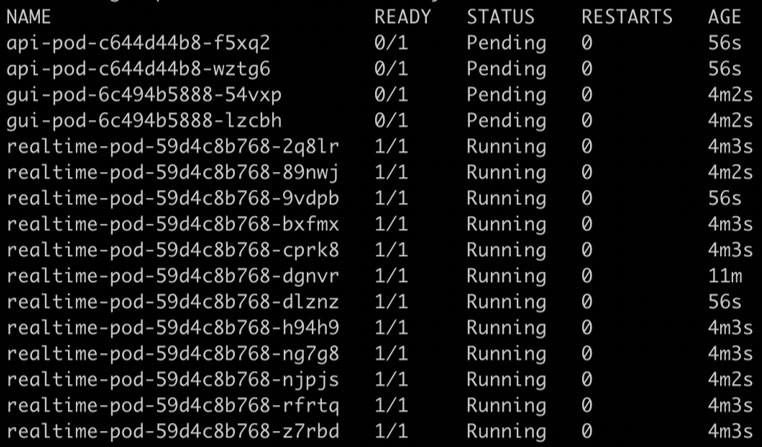 NAME READY STATUS RESTARTS AGE
api-pod-c644d44b8-f5xq2 0/1 Pending 0 56s
api-pod-c644d44b8-wztg6 0/1 Pending 0 56s
gui-pod-6c494b5888-54vxp 0/1 Pending 0 4m2s
gui-pod-6c494b5888-lzcbh 0/1 Pending 0 4m2s
realtime-pod-59d4c8b768-2q8lr 1/1 Running 0 4m3s
realtime-pod-59d4c8b768-89nwj 1/1 Running 0 4m2s
realtime-pod-59d4c8b768-9vdpb 1/1 Running 0 56s
realtime-pod-59d4c8b768-bxfmx 1/1 Running 0 4m3s
realtime-pod-59d4c8b768-cprk8 1/1 Running 0 4m3s
realtime-pod-59d4c8b768-dgnvr 1/1 Running 0 11m
realtime-pod-59d4c8b768-dlznz 1/1 Running 0 56s
realtime-pod-59d4c8b768-h94h9 1/1 Running 0 4m3s
realtime-pod-59d4c8b768-ng7g8 1/1 Running 0 4m3s
realtime-pod-59d4c8b768-njpjs 1/1 Running 0 4m2s
realtime-pod-59d4c8b768-rfrtq 1/1 Running 0 4m3s
realtime-pod-59d4c8b768-z7rbd 1/1 Running 0 4m3s